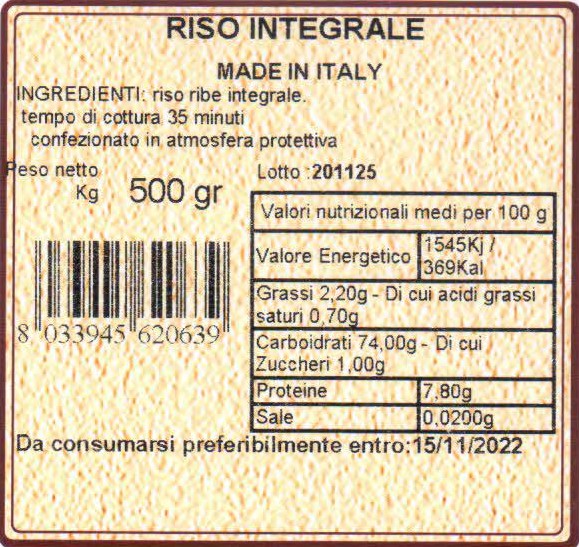 RISO INTEGRALE
MADE IN ITALY
INGREDIENTI: riso ribe integrale.
tempo di cottura 35 minuti
confezionato in atmosfera protettiva
Peso netto
Kg 500 gr
Lotto :201125
Valori nutrizionali medi per 100 g
Valore Energetico 1545Kj /
369Kal
Grassi 2,20g - Di cui acidi grassi
saturi 0,70g
Carboidrati 74,00g - Di cui
Zuccheri 1,00g
Proteine 7,80g
Sale 0,0200g
8 033945 620639
Da consumarsi preferibilmente entro:15/11/2022